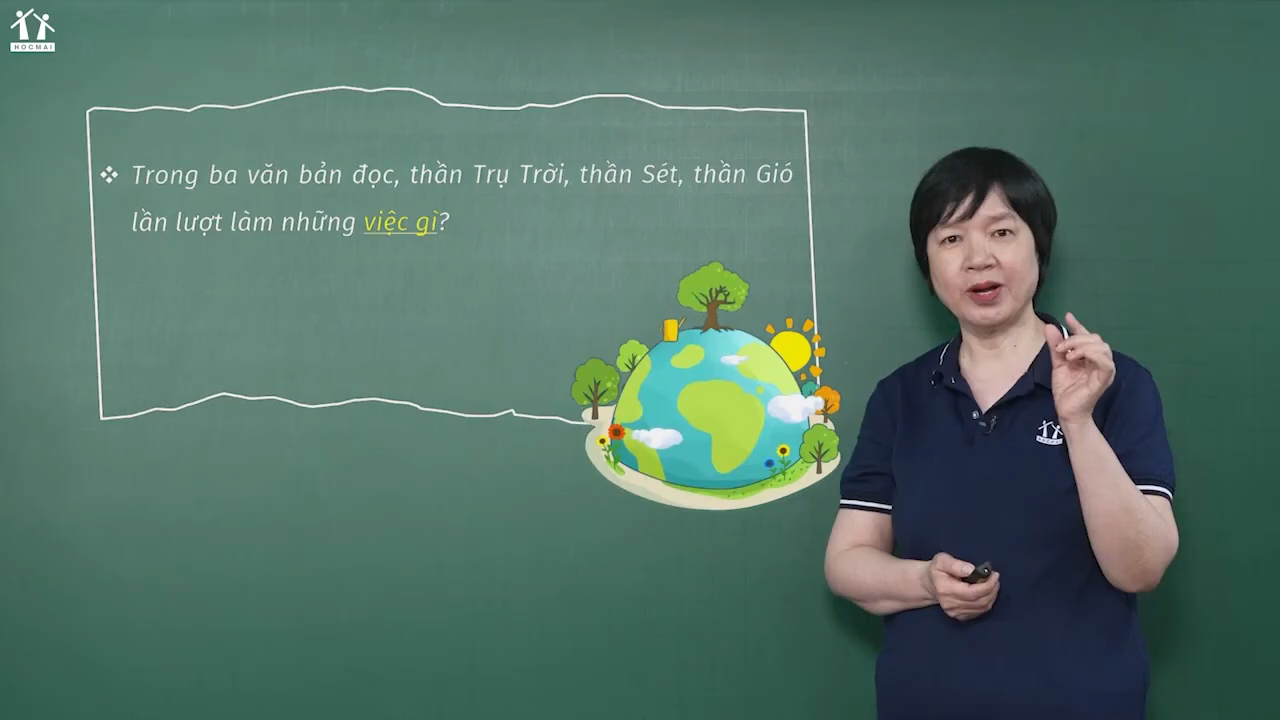 HOCMAI
❖ Trong ba văn bản đọc, thần Trụ Trời, thần Sét, thần Gió
lần lượt làm những việc gì?
HOCMAI